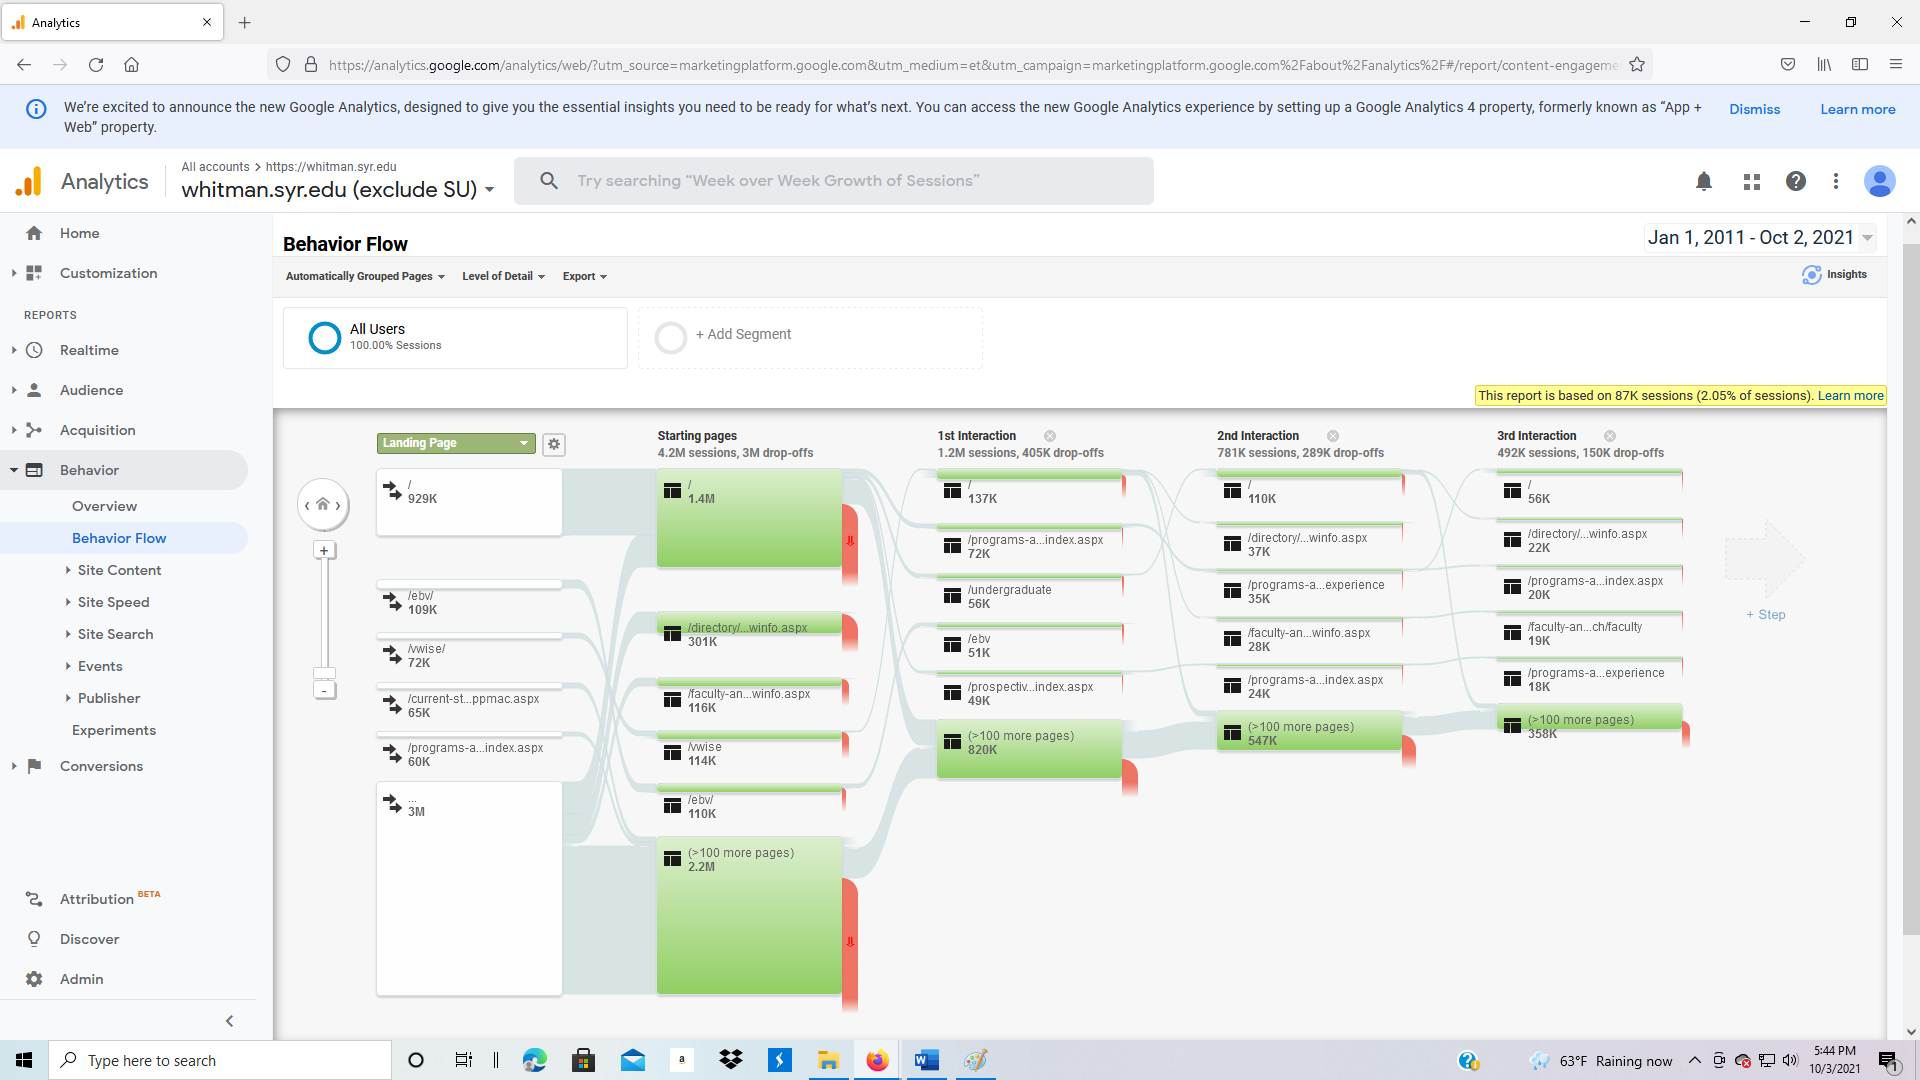 Analytics
https://analytics.google.com/analytics/web/?utm_source=marketingplatform.google.com&utm_medium=et&utm_campaign=marketingplatform.google.com%2Fabout%2Fanalytics%2F#/report/content-engageme
We're excited to announce the new Google Analytics, designed to give you the essential insights you need to be ready for what's next. You can access the new Google Analytics experience by setting up a Google Analytics 4 property, formerly known as “App +
Web” property.
Dismiss
Learn more
Analytics
All accounts > https://whitman.syr.edu
whitman.syr.edu (exclude SU)
Try searching “Week over Week Growth of Sessions”
Home
Customization
REPORTS
Realtime
Audience
Acquisition
Behavior
Overview
Behavior Flow
Site Content
Site Speed
Site Search
Events
Publisher
Experiments
Conversions
Attribution BETA
Discover
Admin
Behavior Flow
Jan 1, 2011 - Oct 2, 2021
Automatically Grouped Pages
Level of Detail
Export
Insights
All Users
100.00% Sessions
+ Add Segment
This report is based on 87K sessions (2.05% of sessions). Learn more
Landing Page
/
929K
/ebv/
109K
/vwise/
72K
/current-st...ppmac.aspx
65K
/programs-a...index.aspx
60K
...
3M
Starting pages
4.2M sessions, 3M drop-offs
/
1.4M
/directory/...winfo.aspx
301K
/faculty-an...winfo.aspx
116K
/vwise
114K
/ebv/
110K
(>100 more pages)
2.2M
1st Interaction
1.2M sessions, 405K drop-offs
/
137K
/programs-a...index.aspx
72K
/undergraduate
56K
/ebv
51K
/prospectiv...index.aspx
49K
(>100 more pages)
820K
2nd Interaction
781K sessions, 289K drop-offs
/
110K
/directory/...winfo.aspx
37K
/programs-a...experience
35K
/faculty-an...winfo.aspx
28K
/programs-a...index.aspx
24K
(>100 more pages)
547K
3rd Interaction
492K sessions, 150K drop-offs
/
56K
/directory/...winfo.aspx
22K
/programs-a...index.aspx
20K
/faculty-an...ch/faculty
19K
/programs-a...experience
18K
(>100 more pages)
358K
+ Step
+
-
Type here to search
a
63°F Raining now
5:44 PM
10/3/2021
1